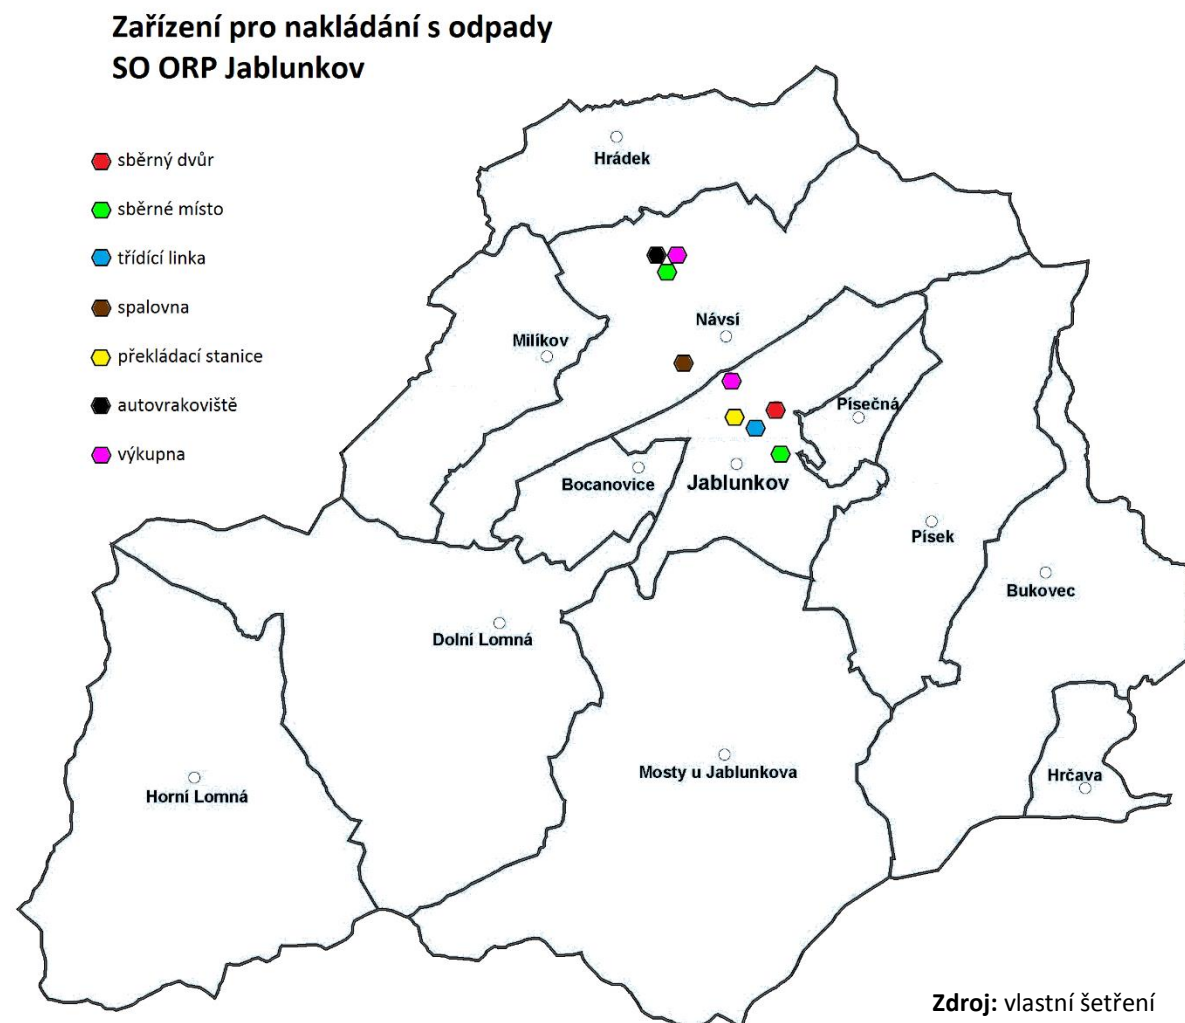 Zařízení pro nakládání s odpady
SO ORP Jablunkov
sběrný dvůr
sběrné místo
třídící linka
spalovna
překládací stanice
autovrakoviště
výkupna
Hrádek
Návsí
Milíkov
Písečná
Bocanovice
Jablunkov
Písek
Bukovec
Dolní Lomná
Mosty u Jablunkova
Hrčava
Horní Lomná
Zdroj: vlastní šetření